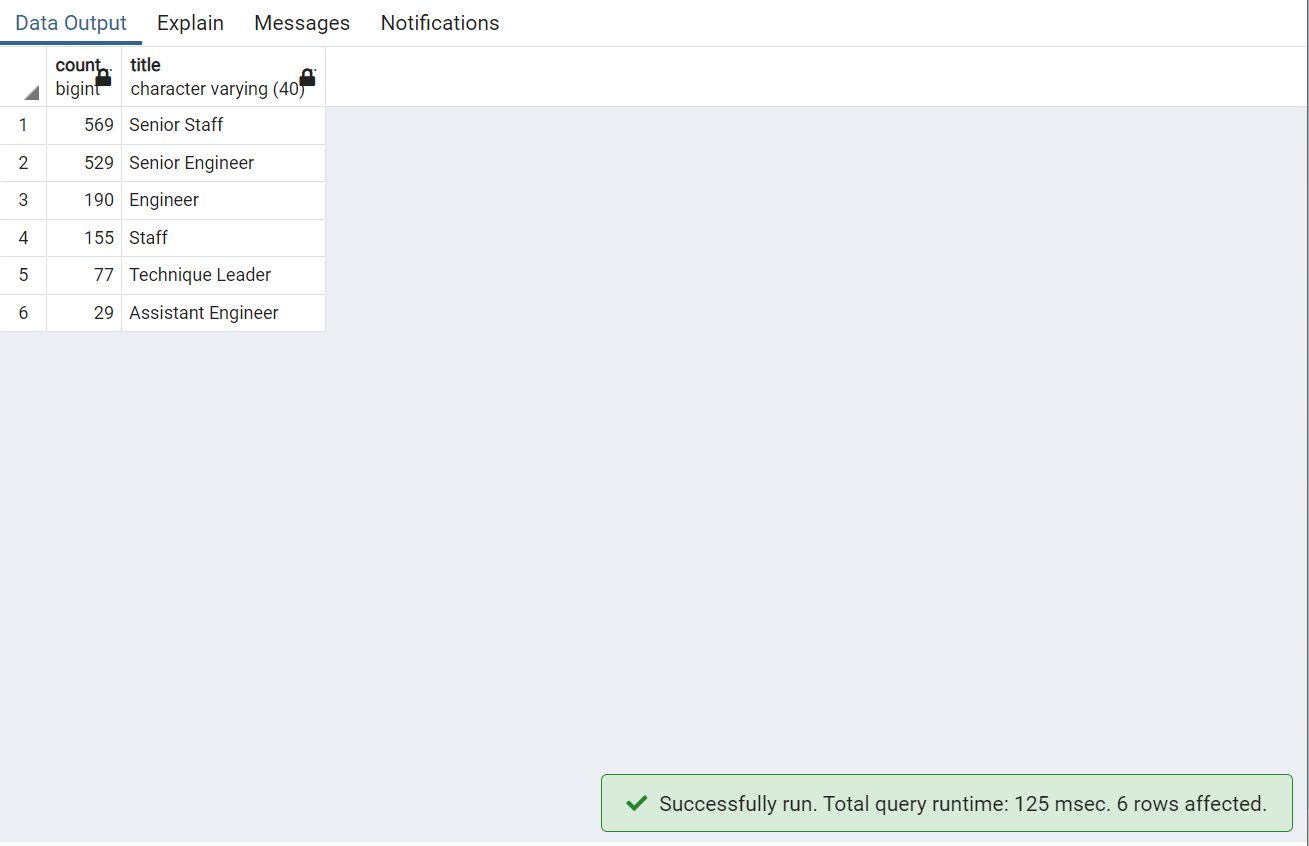 Data Output Explain Messages Notifications
count title
bigint character varying (40)
1 569 Senior Staff
2 529 Senior Engineer
3 190 Engineer
4 155 Staff
5 77 Technique Leader
6 29 Assistant Engineer
Successfully run. Total query runtime: 125 msec. 6 rows affected.